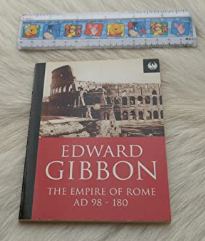 EDWARD
GIBBON
THE EMPIRE OF ROME
AD 98 - 180